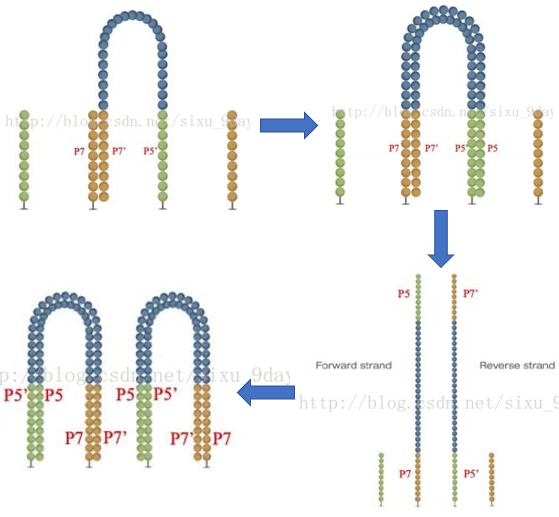 http://blog.csdn.net/sixu_9day
P7 P7' P5'
http://blog.csdn.net/sixu_9day
P7 P7' P5' P5
P5 P7'
Forward strand Reverse strand
http://blog.csdn.net/sixu_9
P7 P5'
p://blog.csdn.net/sixu_9day
P5' P5 P5 P5'
P7 P7' P7' P7